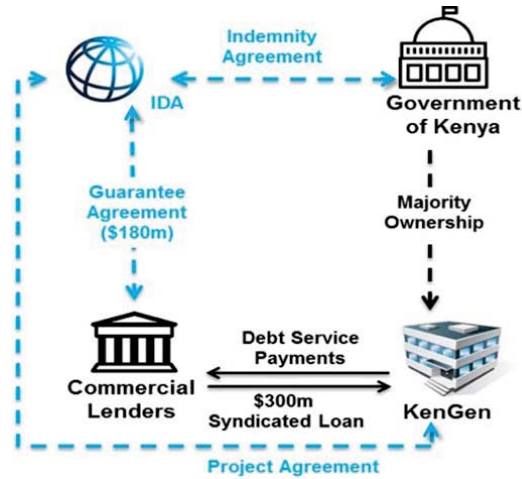 Indemnity
Agreement
IDA
Government
of Kenya
Guarantee
Agreement
($180m)
Majority
Ownership
Debt Service
Payments
Commercial
Lenders
$300m
Syndicated Loan
KenGen
Project Agreement